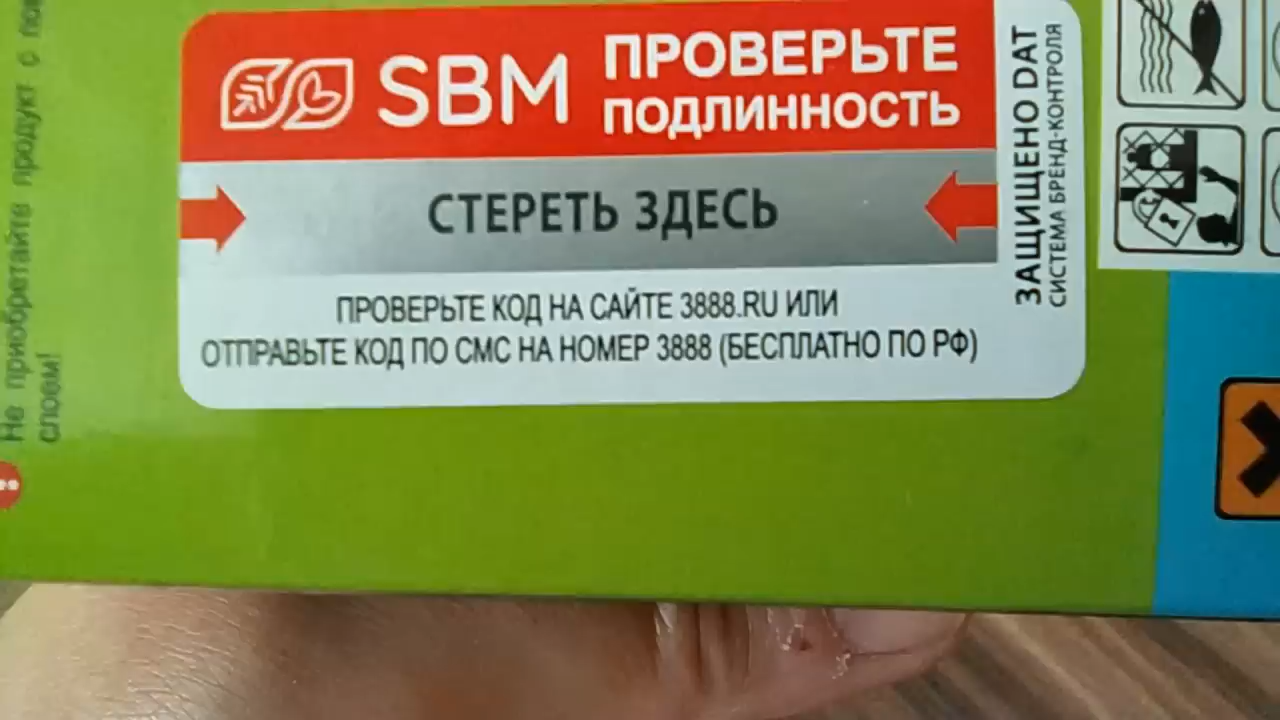 SBM
ПРОВЕРЬТЕ
ПОДЛИННОСТЬ
СТЕРЕТЬ ЗДЕСЬ
ПРОВЕРЬТЕ КОД НА САЙТЕ 3888.RU ИЛИ
ОТПРАВЬТЕ КОД ПО СМС НА НОМЕР 3888 (БЕСПЛАТНО ПО РФ)
ЗАЩИЩЕНО DAT
СИСТЕМА БРЕНД-КОНТРОЛЯ
Не приобретайте продукт с
слоем!